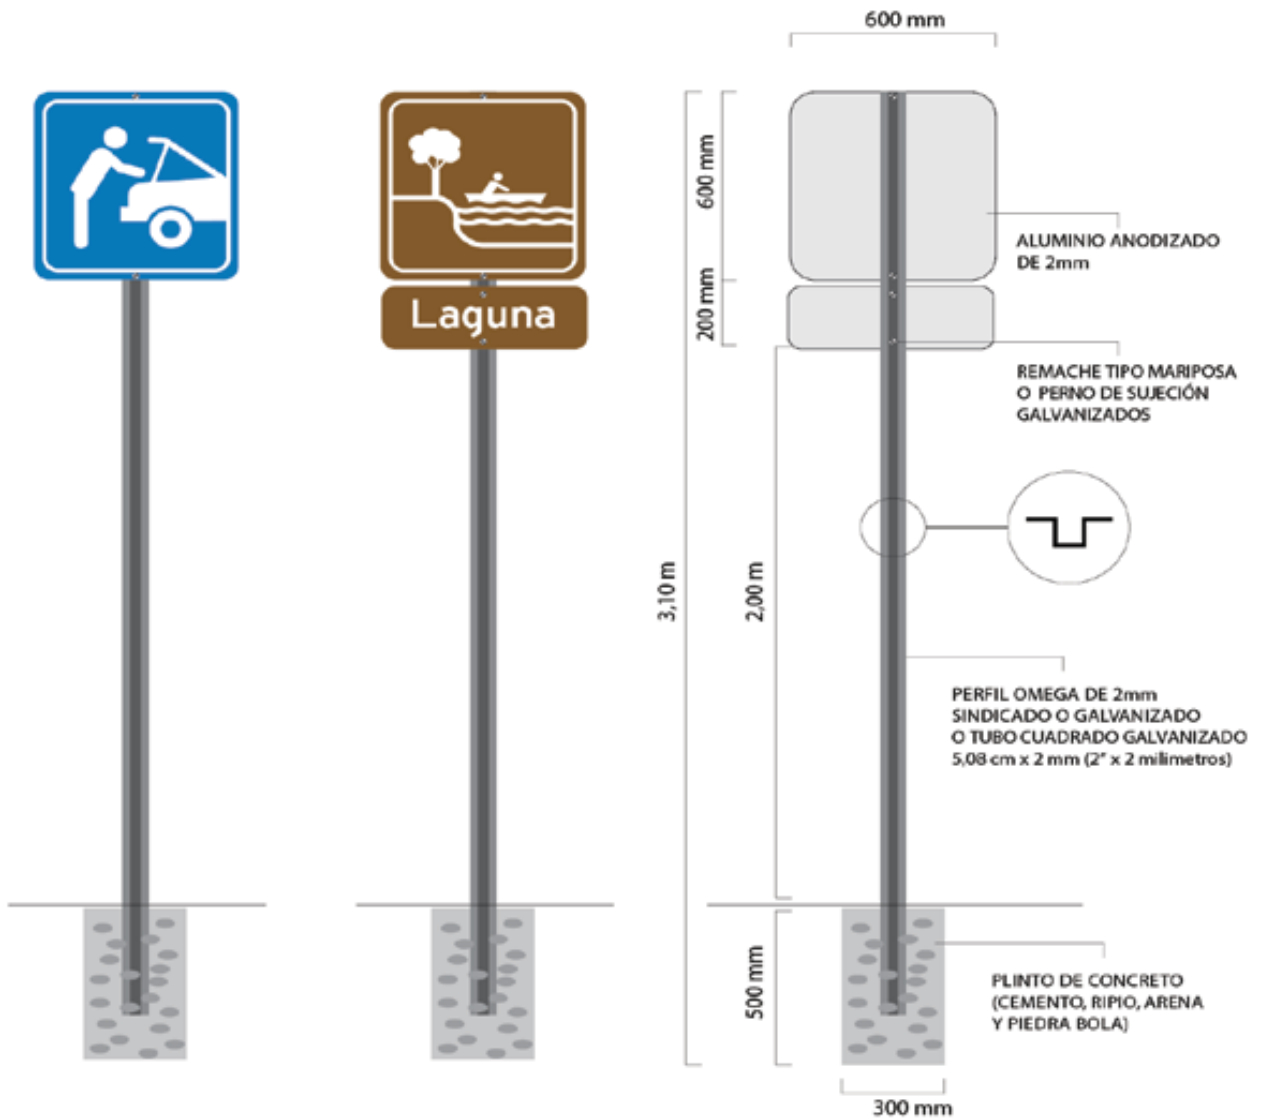 600 mm
Laguna
600 mm
200 mm
3,10 m
2,00 m
500 mm
300 mm
ALUMINIO ANODIZADO
DE 2mm
REMACHE TIPO MARIPOSA
O PERNO DE SUJECIÓN
GALVANIZADOS
PERFIL OMEGA DE 2mm
SINDICADO O GALVANIZADO
O TUBO CUADRADO GALVANIZADO
5,08 cm x 2 mm (2" x 2 milimetros)
PLINTO DE CONCRETO
(CEMENTO, RIPIO, ARENA
Y PIEDRA BOLA)